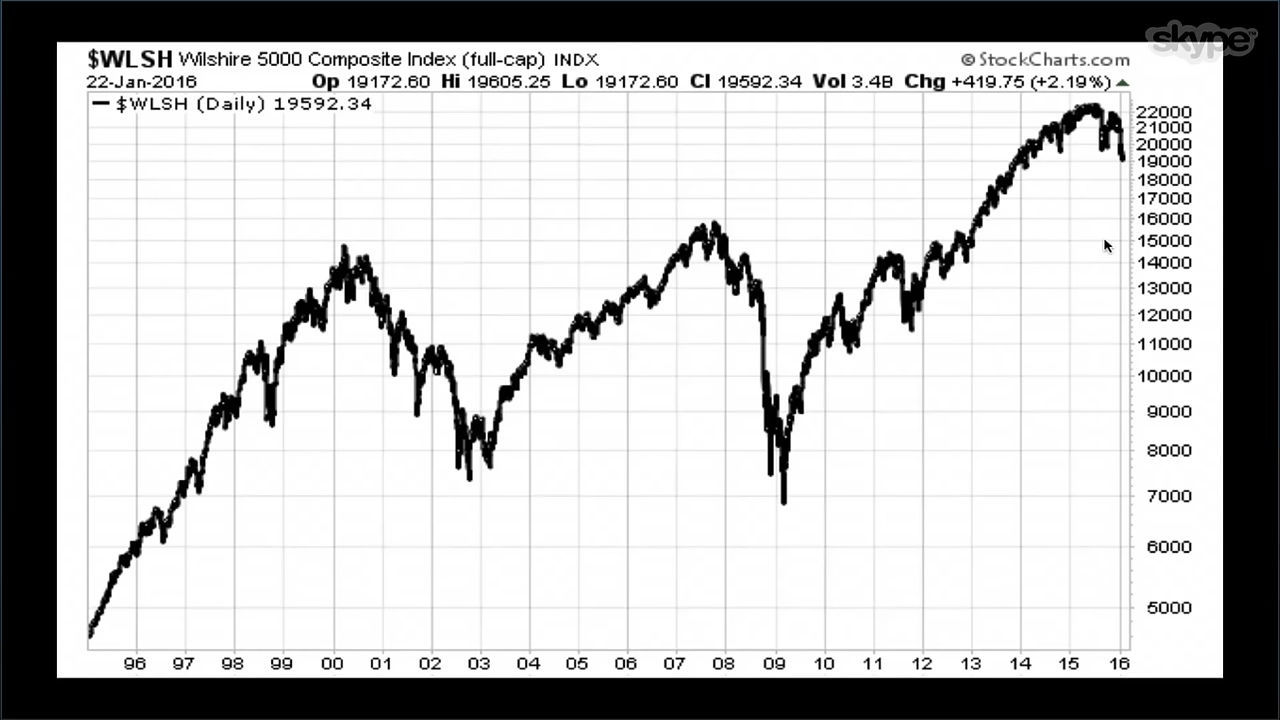 skype
$WLSH Wilshire 5000 Composite Index (full-cap) INDX
© StockCharts.com
22-Jan-2016
Op 19172.60 Hi 19605.25 Lo 19172.60 Cl 19592.34 Vol 3.4B Chg +419.75 (+2.19%)
$WLSH (Daily) 19592.34
22000
21000
20000
19000
18000
17000
16000
15000
14000
13000
12000
11000
10000
9000
8000
7000
6000
5000
96 97 98 99 00 01 02 03 04 05 06 07 08 09 10 11 12 13 14 15 16